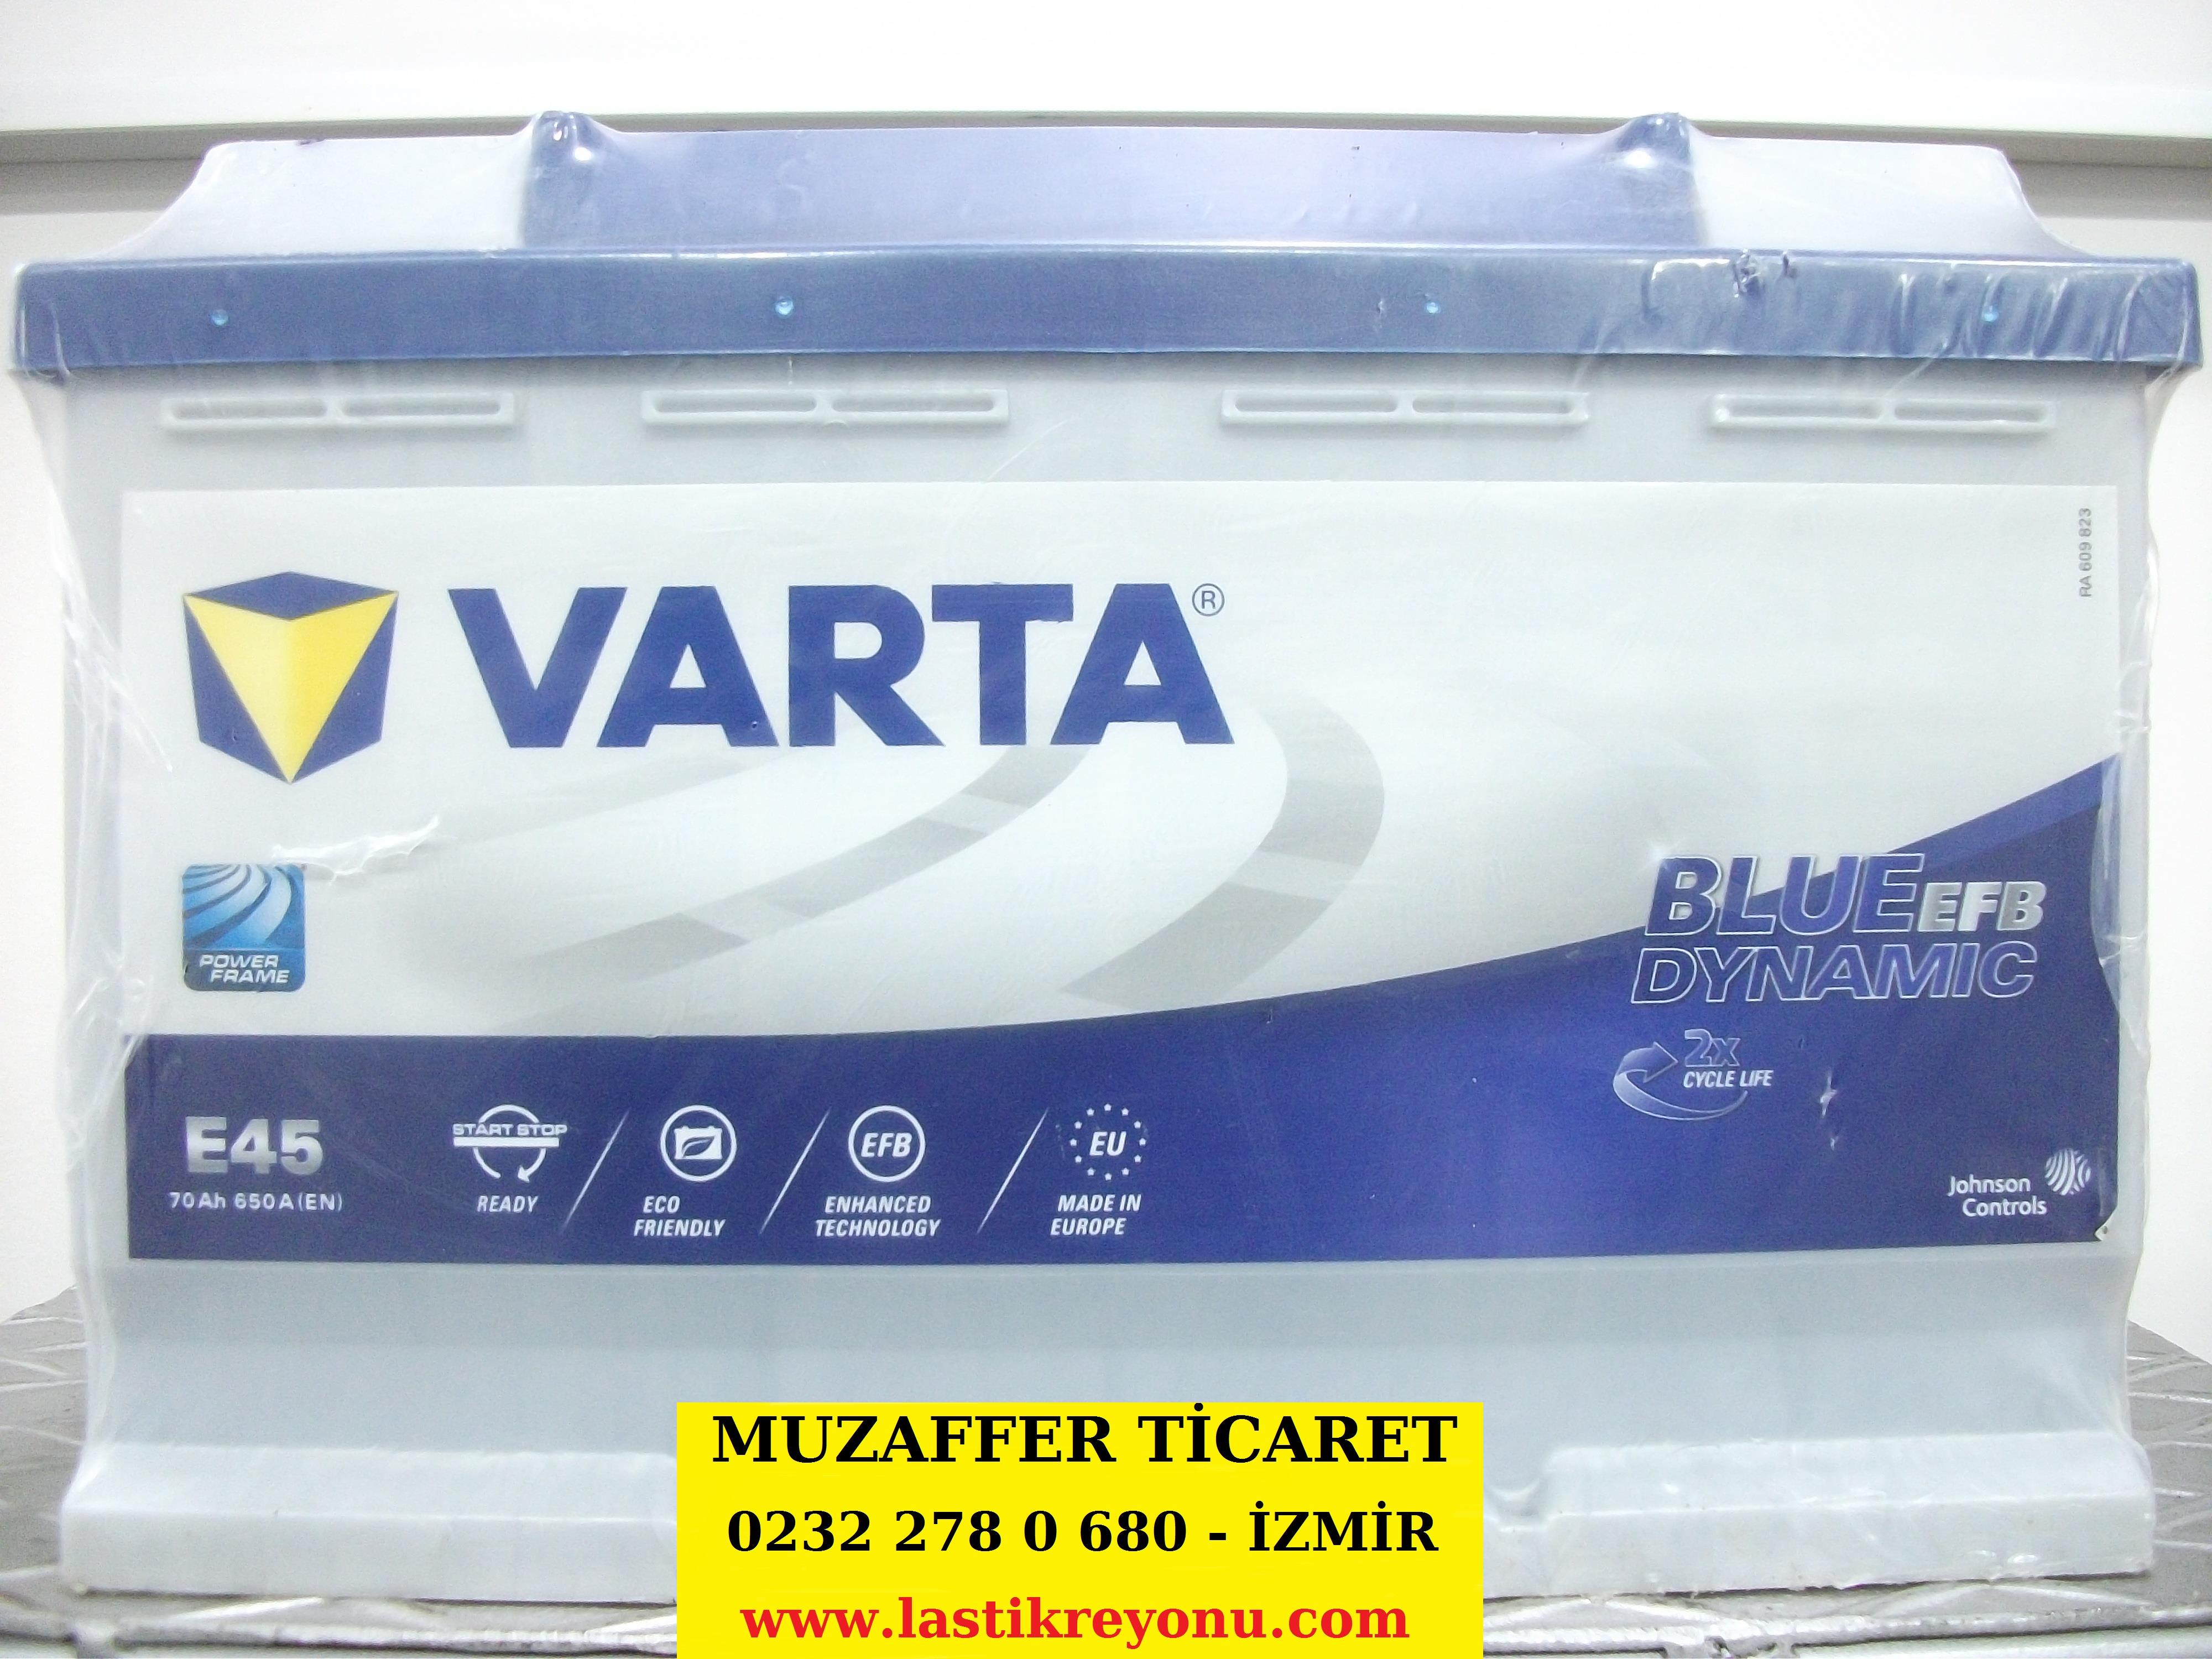 RA 609 823
VARTA®
POWER
FRAME
BLUE EFB
DYNAMIC
2x
CYCLE LIFE
E45
70Ah 650A(EN)
START STOP
READY
ECO
FRIENDLY
EFB
ENHANCED
TECHNOLOGY
EU
MADE IN
EUROPE
Johnson
Controls
MUZAFFER TİCARET
0232 278 0 680 - İZMİR
www.lastikreyonu.com